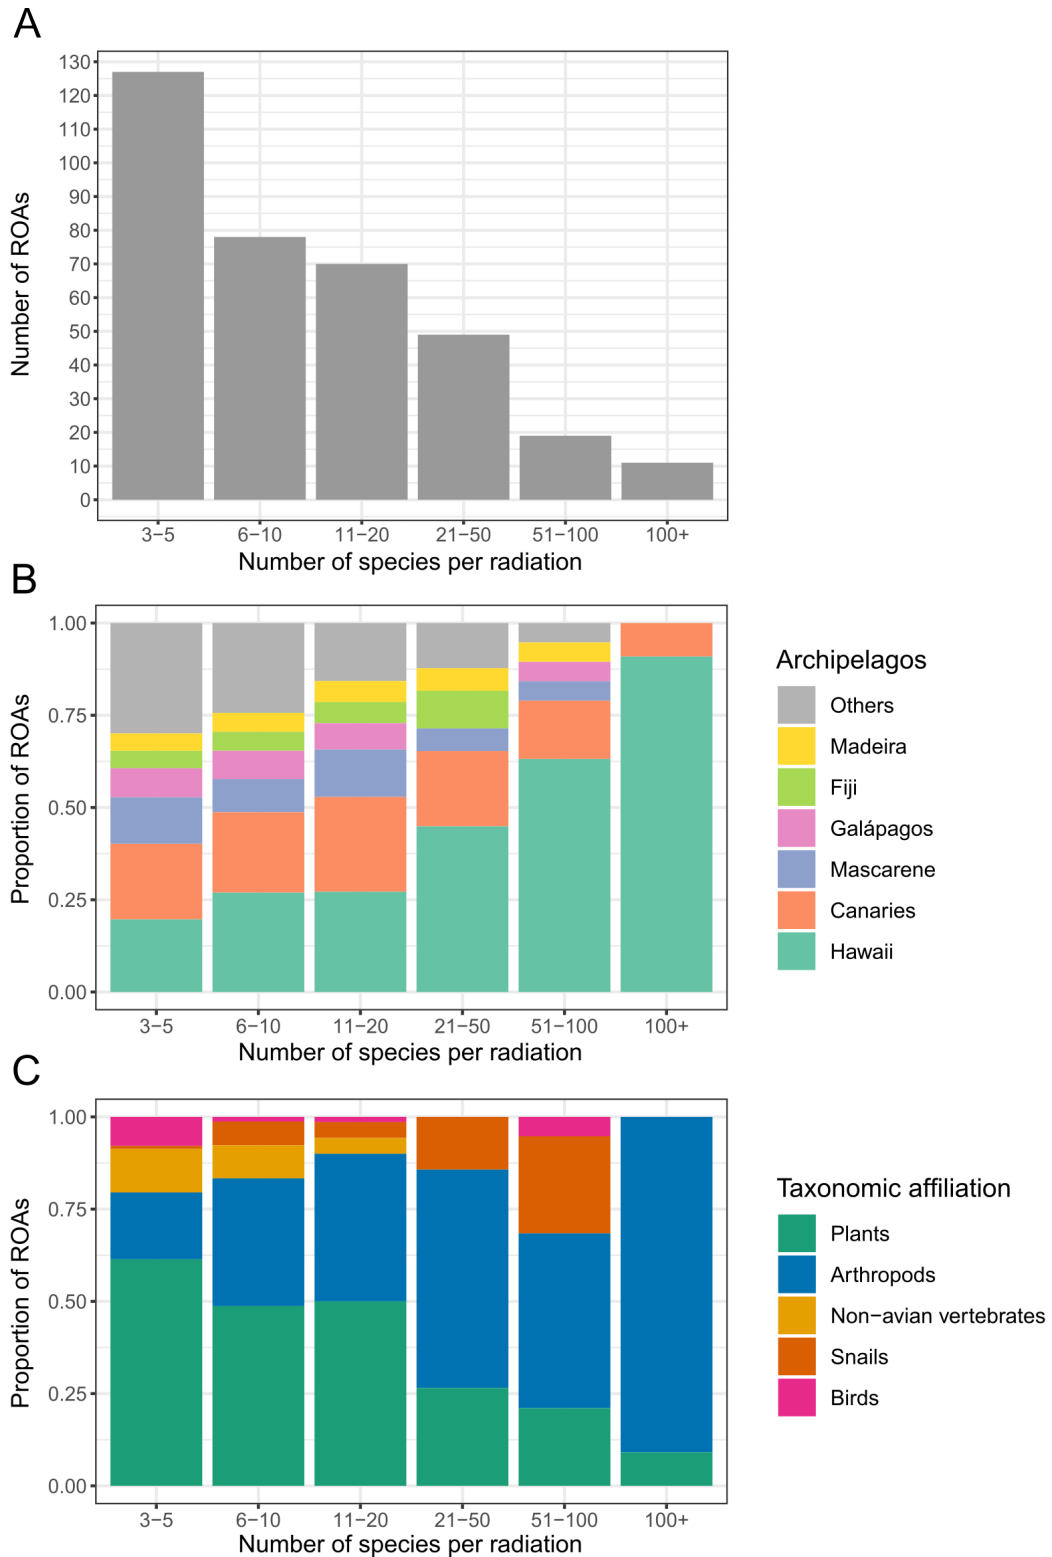 A
Number of ROAs
130
120
110
100
90
80
70
60
50
40
30
20
10
0
3−5 6−10 11−20 21−50 51−100 100+
Number of species per radiation
B
Proportion of ROAs
1.00
0.75
0.50
0.25
0.00
3−5 6−10 11−20 21−50 51−100 100+
Number of species per radiation
Archipelagos
Others
Madeira
Fiji
Galápagos
Mascarene
Canaries
Hawaii
C
Proportion of ROAs
1.00
0.75
0.50
0.25
0.00
3−5 6−10 11−20 21−50 51−100 100+
Number of species per radiation
Taxonomic affiliation
Plants
Arthropods
Non−avian vertebrates
Snails
Birds